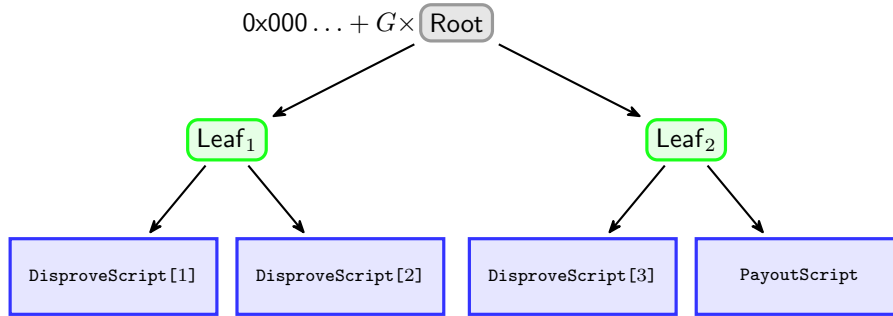 0x000 … + G× Root
Leaf₁ Leaf₂
DisproveScript[1] DisproveScript[2] DisproveScript[3] PayoutScript